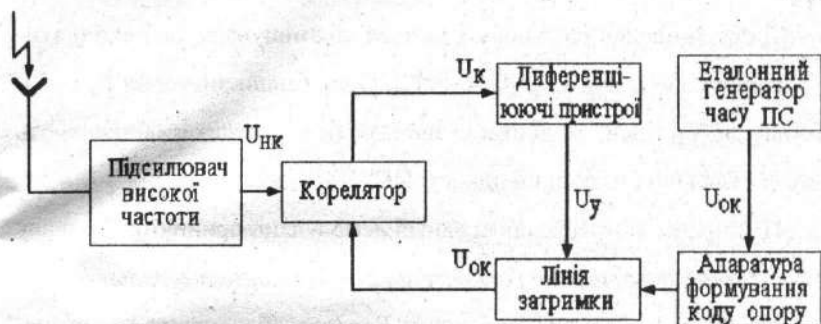 Uк
Диференці-
юючі пристрої
Еталонний
генератор
часу ПС
Uнк
Підсилювач
високої
частоти
Корелятор
Uу
Uок
Uок
Лінія
затримки
Апаратура
формування
коду опору